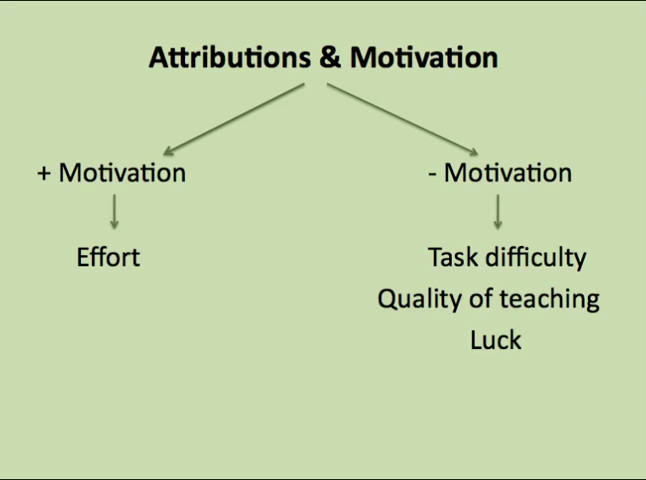 Attributions & Motivation
+ Motivation
- Motivation
Effort
Task difficulty
Quality of teaching
Luck